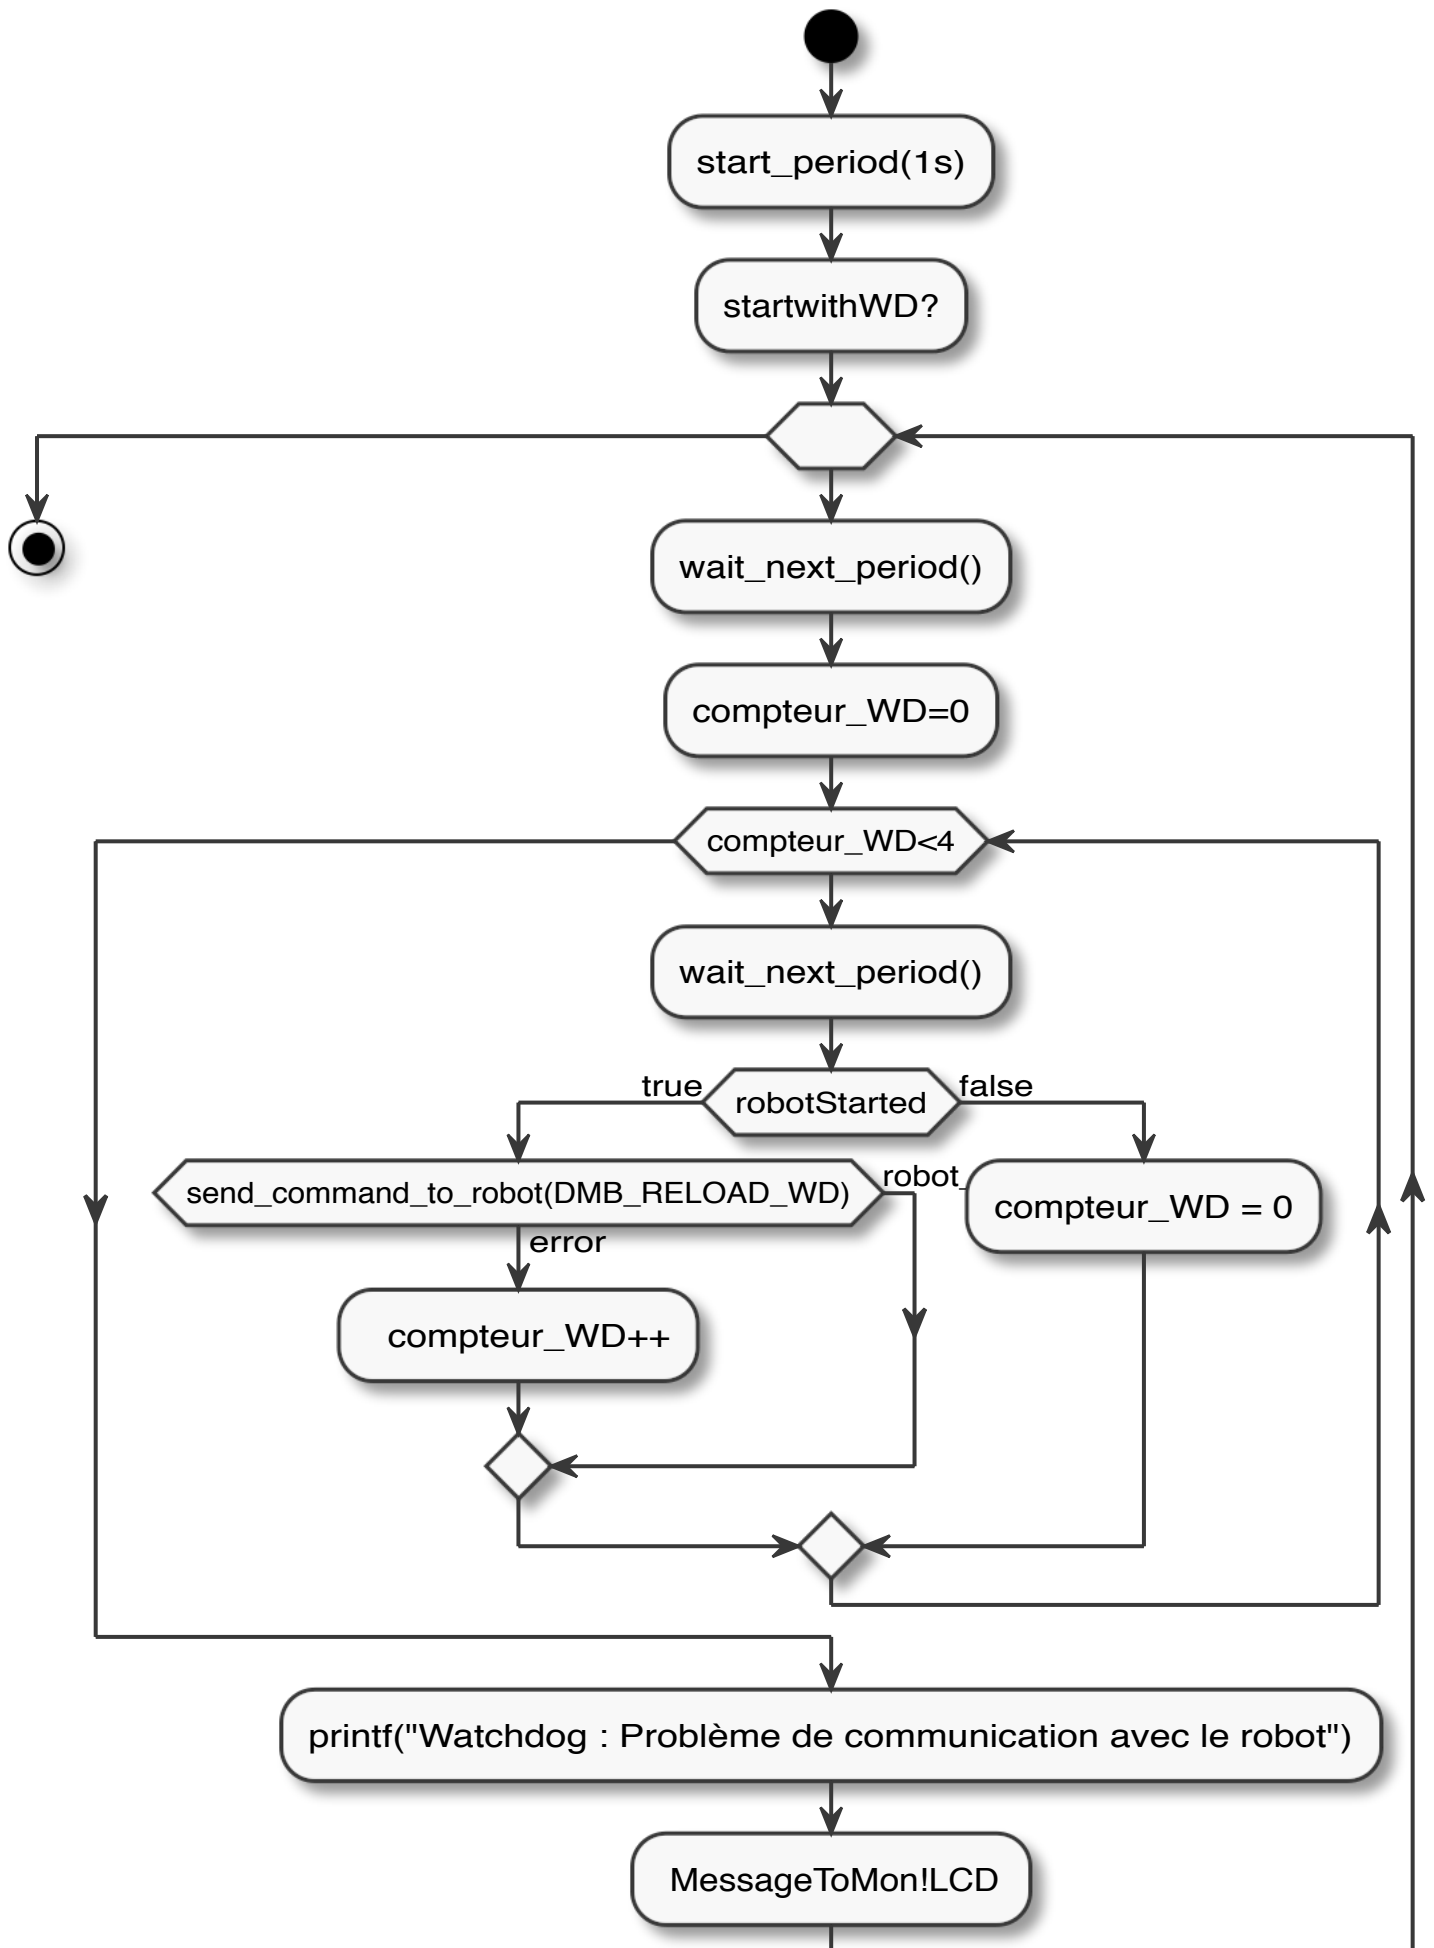 start_period(1s)
startwithWD?
wait_next_period()
compteur_WD=0
compteur_WD<4
wait_next_period()
true
robotStarted
false
send_command_to_robot(DMB_RELOAD_WD)
robot_
compteur_WD = 0
error
compteur_WD++
printf("Watchdog : Problème de communication avec le robot")
MessageToMon!LCD